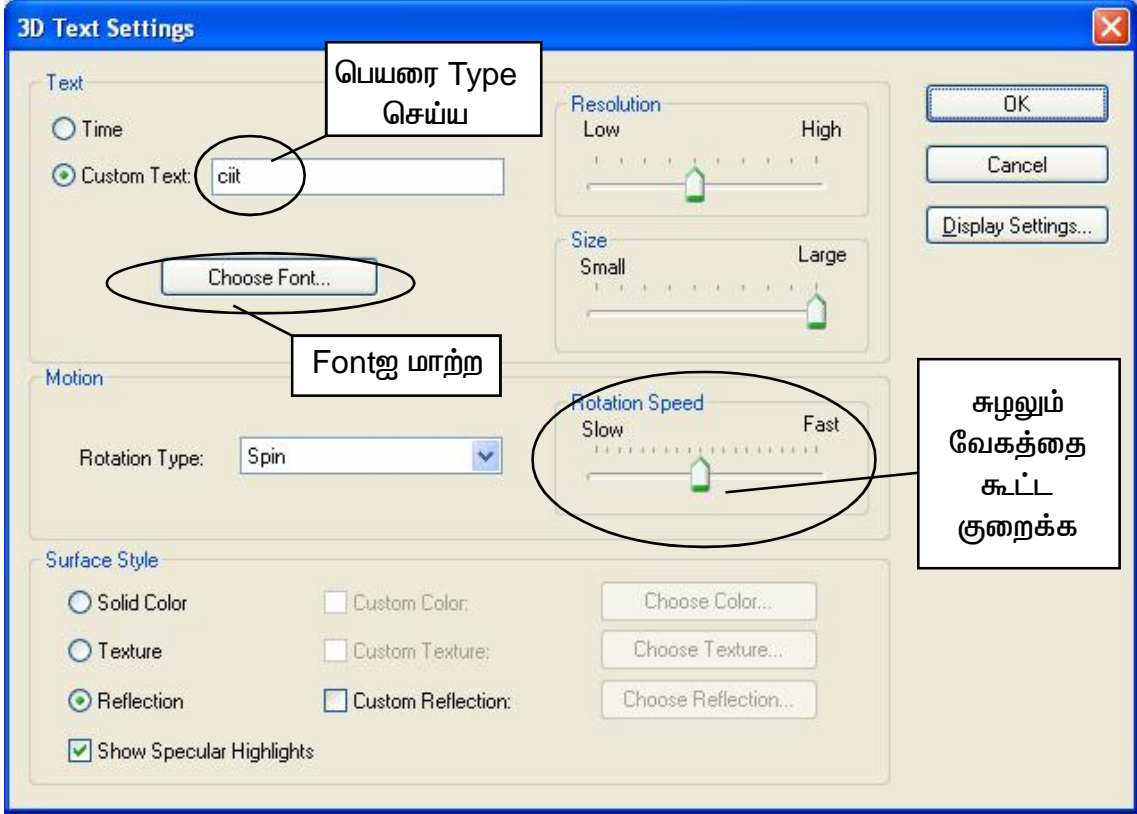 3D Text Settings
பெயரை Type
செய்ய
Text
Time
Custom Text:
ciit
Choose Font...
Fontஐ மாற்ற
Resolution
Low High
Size
Small Large
OK
Cancel
Display Settings...
Motion
Rotation Type:
Spin
Rotation Speed
Slow Fast
சுழலும்
வேகத்தை
கூட்ட
குறைக்க
Surface Style
Solid Color
Custom Color:
Choose Color...
Texture
Custom Texture:
Choose Texture...
Reflection
Custom Reflection:
Choose Reflection...
Show Specular Highlights